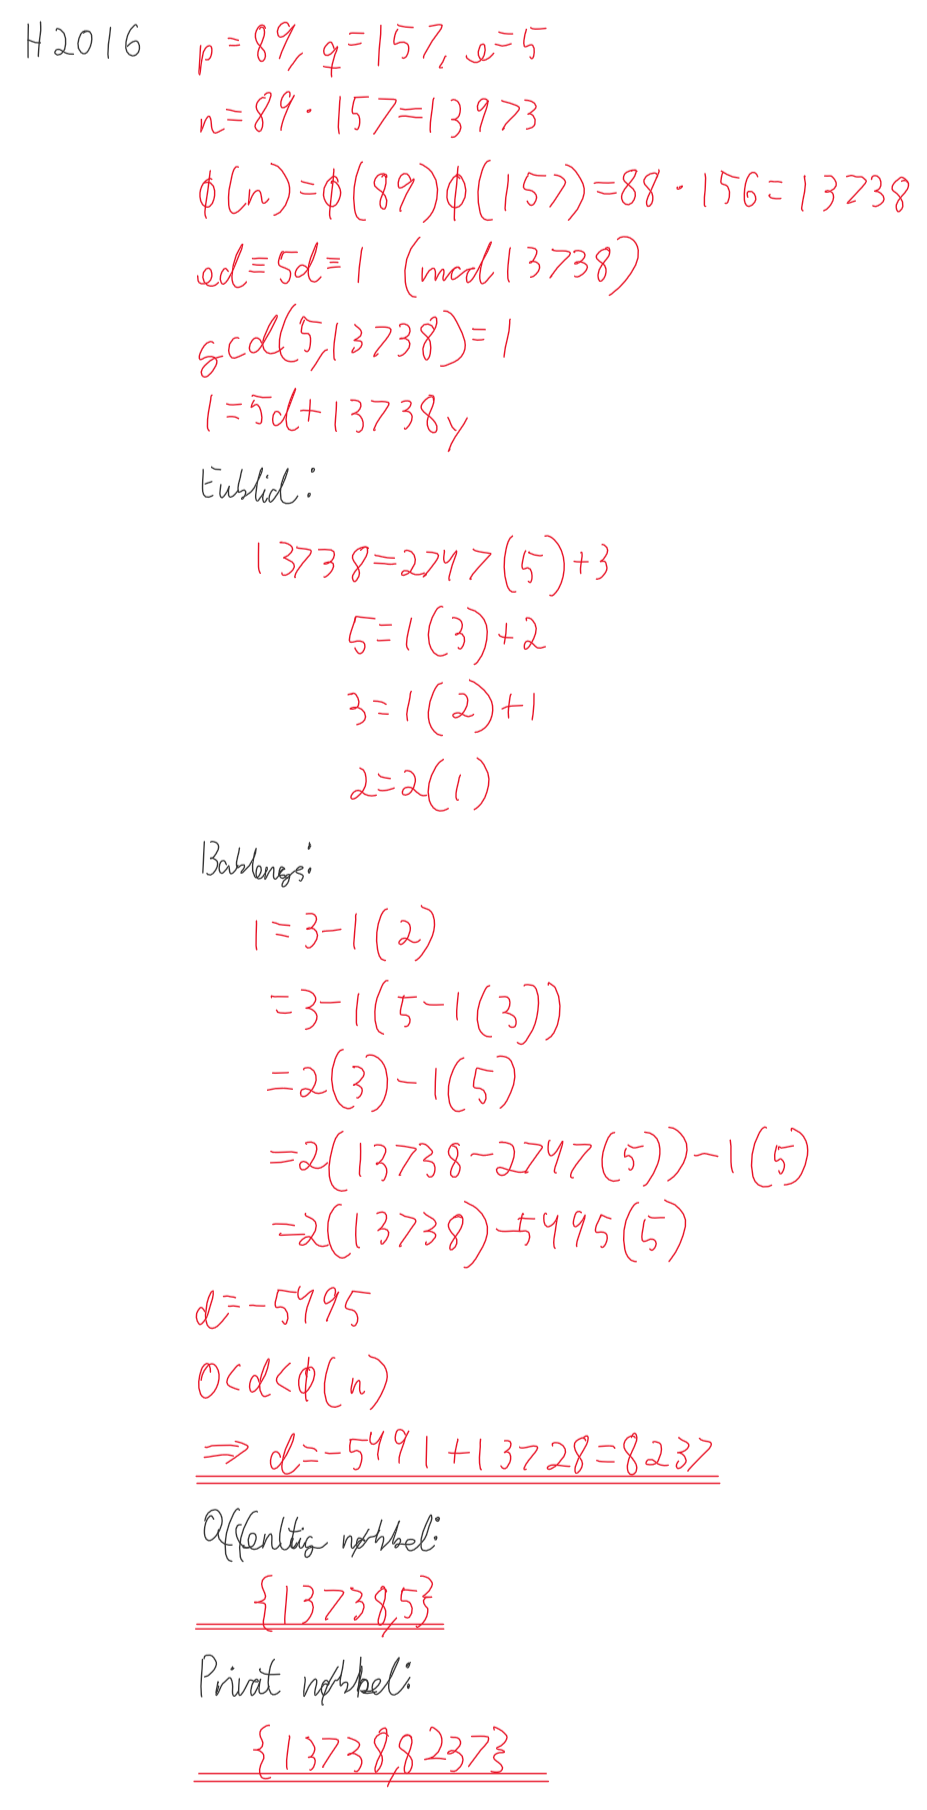 H2016 p=89, q=157, e=5
n=89·157=13973
ϕ(n)=ϕ(89)ϕ(157)=88·156=13738
ed≡5d≡1 (mod 13738)
gcd(5,13738)=1
1=5d+13738y
Euklid:
13738=2747(5)+3
5=1(3)+2
3=1(2)+1
2=2(1)
Baklengs:
1=3-1(2)
=3-1(5-1(3))
=2(3)-1(5)
=2(13738-2747(5))-1(5)
=2(13738)-5495(5)
d=-5495
0<d<ϕ(n)
⇒ d=-5491+13728=8237
Offentlig nøkkel:
{13738,5}
Privat nøkkel:
{13738,8237}